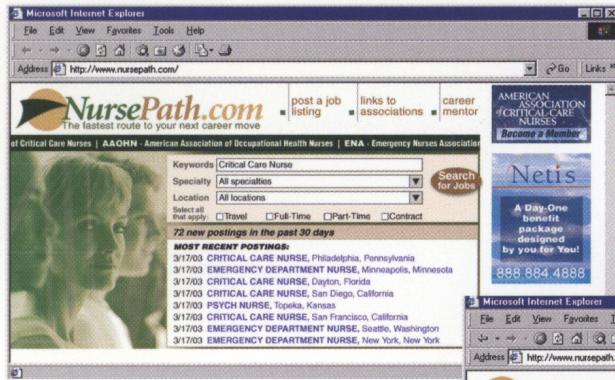 Microsoft Internet Explorer
File Edit View Favorites Tools Help
Address http://www.nursepath.com/ Go Links »
NursePath.com
The fastest route to your next career move
post a job listing
links to associations
career mentor
of Critical Care Nurses | AAOHN - American Association of Occupational Health Nurses | ENA - Emergency Nurses Association
Keywords Critical Care Nurse
Specialty All specialties
Location All locations
Search for Jobs
Select all that apply: Travel Full-Time Part-Time Contract
72 new postings in the past 30 days
MOST RECENT POSTINGS:
3/17/03 CRITICAL CARE NURSE, Philadelphia, Pennsylvania
3/17/03 EMERGENCY DEPARTMENT NURSE, Minneapolis, Minnesota
3/17/03 CRITICAL CARE NURSE, Dayton, Florida
3/17/03 CRITICAL CARE NURSE, San Diego, California
3/17/03 PSYCH NURSE, Topeka, Kansas
3/17/03 CRITICAL CARE NURSE, San Francisco, California
3/17/03 EMERGENCY DEPARTMENT NURSE, Seattle, Washington
3/17/03 EMERGENCY DEPARTMENT NURSE, New York, New York
AMERICAN
ASSOCIATION
of CRITICAL-CARE
NURSES
Become a Member
Netis
A Day-One
benefit
package
designed
by you for You!
888 884 4888
Microsoft Internet Explorer
File Edit View Favorites
Address http://www.nursepath.